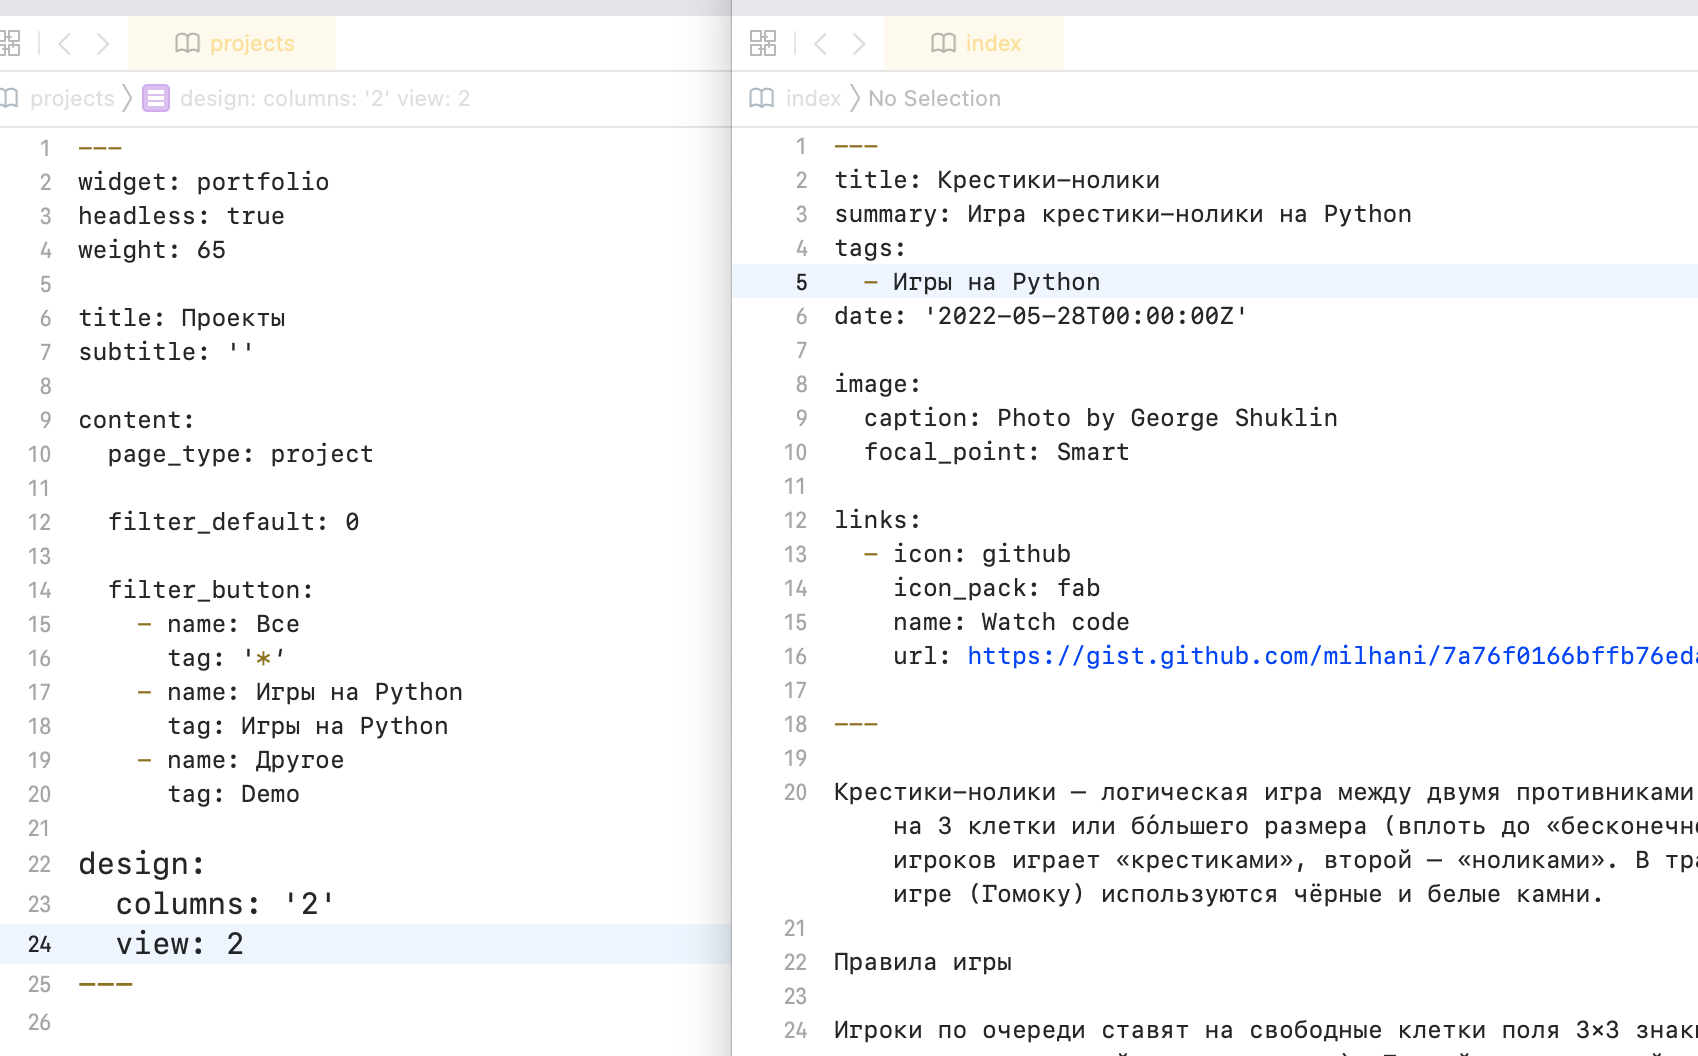 projects
projects
design: columns: '2' view: 2
1 ---
2 widget: portfolio
3 headless: true
4 weight: 65
5
6 title: Проекты
7 subtitle: ''
8
9 content:
10 page_type: project
11
12 filter_default: 0
13
14 filter_button:
15 - name: Все
16 tag: '*'
17 - name: Игры на Python
18 tag: Игры на Python
19 - name: Другое
20 tag: Demo
21
22 design:
23 columns: '2'
24 view: 2
25 ---
26
index
index
No Selection
1 ---
2 title: Крестики-нолики
3 summary: Игра крестики-нолики на Python
4 tags:
5 - Игры на Python
6 date: '2022-05-28T00:00:00Z'
7
8 image:
9 caption: Photo by George Shuklin
10 focal_point: Smart
11
12 links:
13 - icon: github
14 icon_pack: fab
15 name: Watch code
16 url: https://gist.github.com/milhani/7a76f0166bffb76eda
17
18 ---
19
20 Крестики-нолики — логическая игра между двумя противниками
на 3 клетки или бо́льшего размера (вплоть до «бесконечно
игроков играет «крестиками», второй — «ноликами». В тра
игре (Гомоку) используются чёрные и белые камни.
21
22 Правила игры
23
24 Игроки по очереди ставят на свободные клетки поля 3×3 знаки